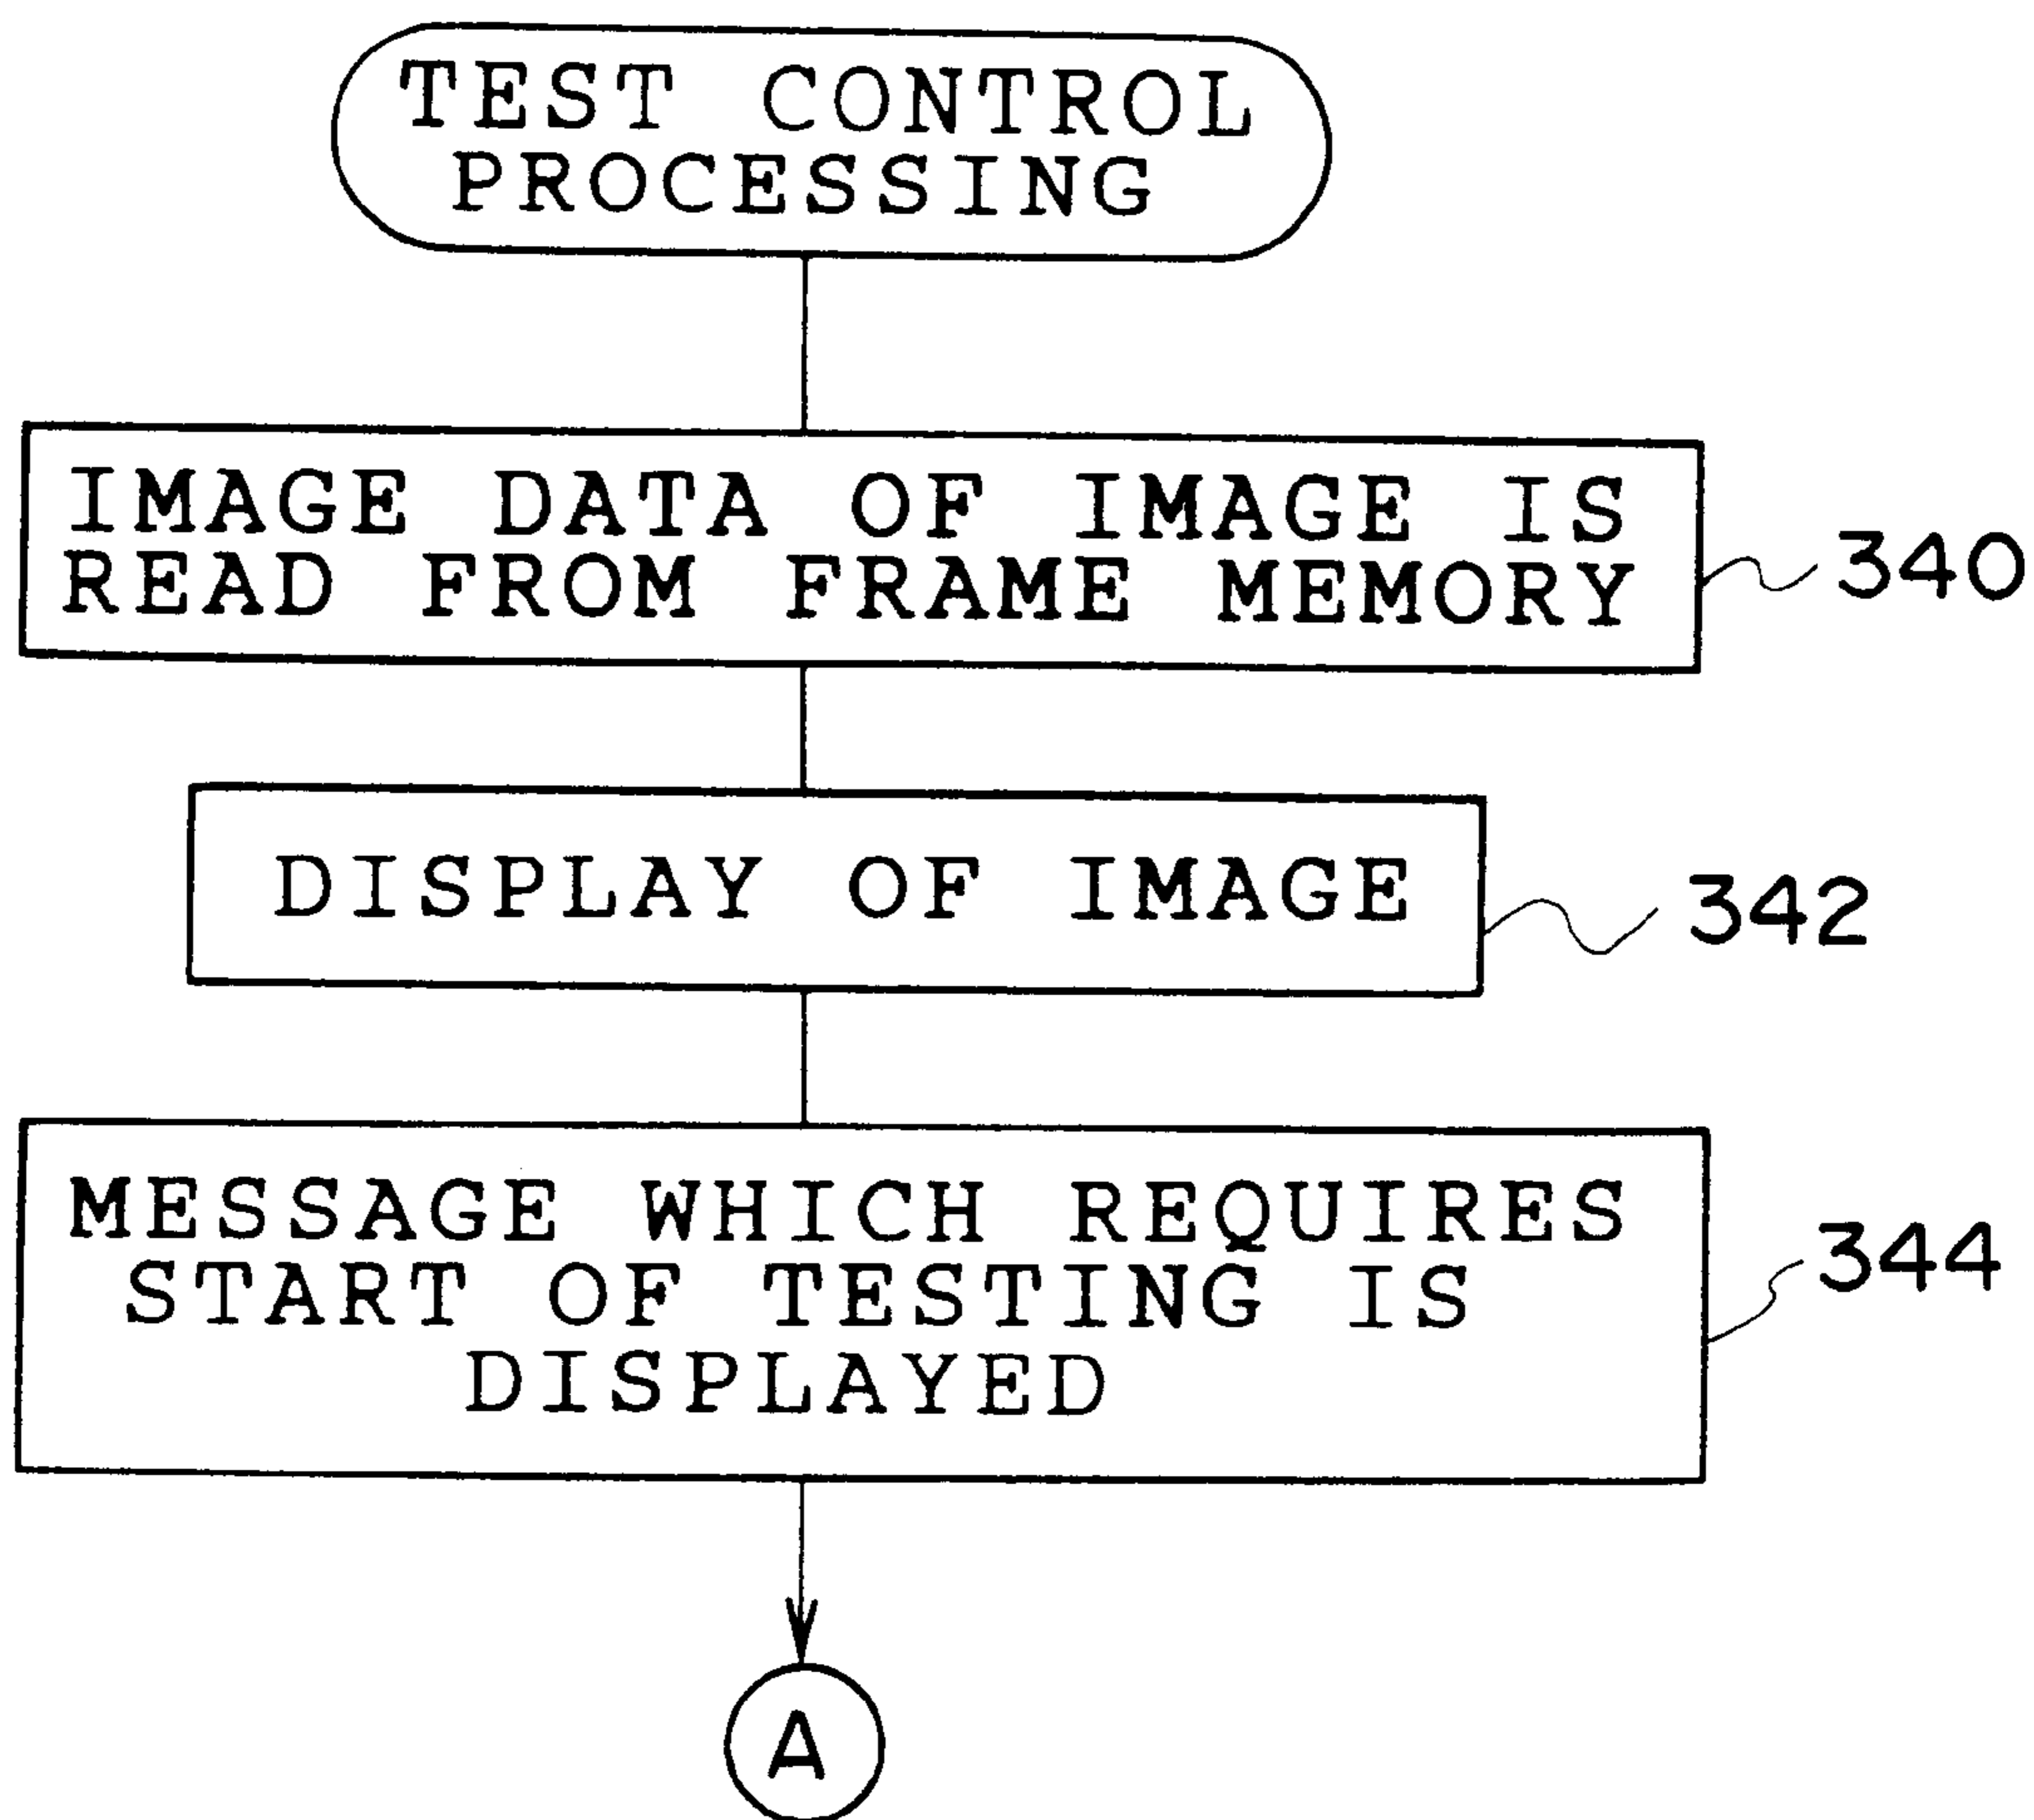 TEST CONTROL
PROCESSING
IMAGE DATA OF IMAGE IS
READ FROM FRAME MEMORY
340
DISPLAY OF IMAGE
342
MESSAGE WHICH REQUIRES
START OF TESTING IS
DISPLAYED
344
A